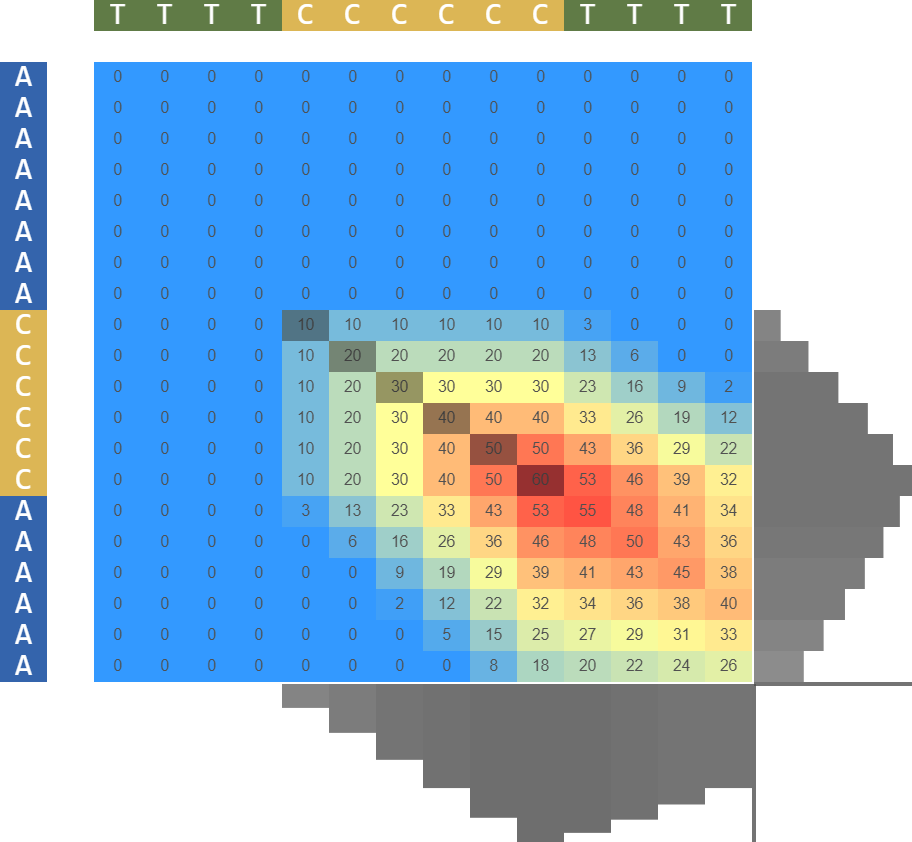 T T T T C C C C C C T T T T
A 0 0 0 0 0 0 0 0 0 0 0 0 0 0
A 0 0 0 0 0 0 0 0 0 0 0 0 0 0
A 0 0 0 0 0 0 0 0 0 0 0 0 0 0
A 0 0 0 0 0 0 0 0 0 0 0 0 0 0
A 0 0 0 0 0 0 0 0 0 0 0 0 0 0
A 0 0 0 0 0 0 0 0 0 0 0 0 0 0
A 0 0 0 0 0 0 0 0 0 0 0 0 0 0
A 0 0 0 0 0 0 0 0 0 0 0 0 0 0
C 0 0 0 0 10 10 10 10 10 10 3 0 0 0
C 0 0 0 0 10 20 20 20 20 20 13 6 0 0
C 0 0 0 0 10 20 30 30 30 30 23 16 9 2
C 0 0 0 0 10 20 30 40 40 40 33 26 19 12
C 0 0 0 0 10 20 30 40 50 50 43 36 29 22
C 0 0 0 0 10 20 30 40 50 60 53 46 39 32
A 0 0 0 0 3 13 23 33 43 53 55 48 41 34
A 0 0 0 0 0 6 16 26 36 46 48 50 43 36
A 0 0 0 0 0 0 9 19 29 39 41 43 45 38
A 0 0 0 0 0 0 2 12 22 32 34 36 38 40
A 0 0 0 0 0 0 0 5 15 25 27 29 31 33
A 0 0 0 0 0 0 0 0 8 18 20 22 24 26